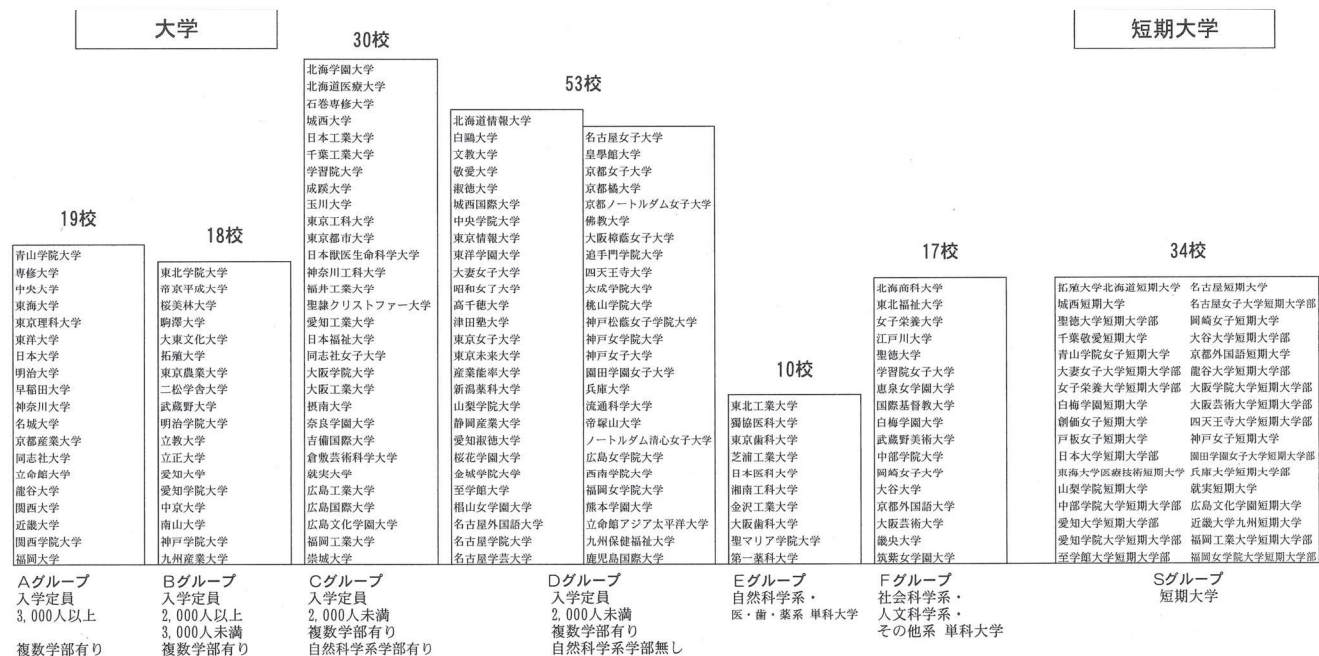 大学
短期大学
19校
青山学院大学
専修大学
中央大学
東海大学
東京理科大学
東洋大学
日本大学
明治大学
早稲田大学
神奈川大学
名城大学
京都産業大学
同志社大学
立命館大学
龍谷大学
関西大学
近畿大学
関西学院大学
福岡大学
Aグループ
入学定員
3,000人以上
複数学部有り
18校
東北学院大学
帝京平成大学
桜美林大学
駒澤大学
大東文化大学
拓殖大学
東京農業大学
二松学舎大学
武蔵野大学
明治学院大学
立教大学
立正大学
愛知大学
愛知学院大学
中京大学
南山大学
神戸学院大学
九州産業大学
Bグループ
入学定員
2,000人以上
3,000人未満
複数学部有り
30校
北海学園大学
北海道医療大学
石巻専修大学
城西大学
日本工業大学
千葉工業大学
学習院大学
成蹊大学
玉川大学
東京工科大学
東京都市大学
日本獣医生命科学大学
神奈川工科大学
福井工業大学
聖隷クリストファー大学
愛知工業大学
日本福祉大学
同志社女子大学
大阪学院大学
大阪工業大学
摂南大学
奈良学園大学
吉備国際大学
倉敷芸術科学大学
就実大学
広島工業大学
広島国際大学
広島文化学園大学
福岡工業大学
崇城大学
Cグループ
入学定員
2,000人未満
複数学部有り
自然科学系学部有り
53校
北海道情報大学
白鷗大学
文教大学
敬愛大学
淑徳大学
城西国際大学
中央学院大学
東京情報大学
東洋学園大学
大妻女子大学
昭和女子大学
高千穂大学
津田塾大学
東京女子大学
東京未来大学
産業能率大学
新潟薬科大学
山梨学院大学
静岡産業大学
愛知淑徳大学
桜花学園大学
金城学院大学
至学館大学
椙山女学園大学
名古屋外国語大学
名古屋学院大学
名古屋学芸大学
名古屋女子大学
皇學館大学
京都女子大学
京都橘大学
京都ノートルダム女子大学
佛教大学
大阪樟蔭女子大学
追手門学院大学
四天王寺大学
太成学院大学
桃山学院大学
神戸松蔭女子学院大学
神戸女学院大学
神戸女子大学
園田学園女子大学
兵庫大学
流通科学大学
帝塚山大学
ノートルダム清心女子大学
広島女学院大学
西南学院大学
福岡女学院大学
熊本学園大学
立命館アジア太平洋大学
九州保健福祉大学
鹿児島国際大学
Dグループ
入学定員
2,000人未満
複数学部有り
自然科学系学部無し
10校
東北工業大学
獨協医科大学
東京歯科大学
芝浦工業大学
日本医科大学
湘南工科大学
金沢工業大学
大阪歯科大学
聖マリア学院大学
第一薬科大学
Eグループ
自然科学系・
医・歯・薬系 単科大学
17校
北海商科大学
東北福祉大学
女子栄養大学
江戸川大学
聖徳大学
学習院女子大学
恵泉女学園大学
国際基督教大学
白梅学園大学
武蔵野美術大学
中部学院大学
岡崎女子大学
大谷大学
京都外国語大学
大阪芸術大学
畿央大学
筑紫女学園大学
Fグループ
社会科学系・
人文科学系・
その他系 単科大学
34校
拓殖大学北海道短期大学
城西短期大学
聖徳大学短期大学部
千葉敬愛短期大学
青山学院女子短期大学
大妻女子大学短期大学部
女子栄養大学短期大学部
白梅学園短期大学
創価女子短期大学
戸板女子短期大学
日本大学短期大学部
東海大学医療技術短期大学
山梨学院短期大学
中部学院大学短期大学部
愛知大学短期大学部
愛知学院大学短期大学部
至学館大学短期大学部
名古屋短期大学
名古屋女子大学短期大学部
岡崎女子短期大学
大谷大学短期大学部
京都外国語短期大学
龍谷大学短期大学部
大阪学院大学短期大学部
大阪芸術大学短期大学部
四天王寺大学短期大学部
神戸女子短期大学
園田学園女子大学短期大学部
兵庫大学短期大学部
就実短期大学
広島文化学園短期大学
近畿大学九州短期大学
福岡工業大学短期大学部
福岡女学院大学短期大学部
Sグループ
短期大学